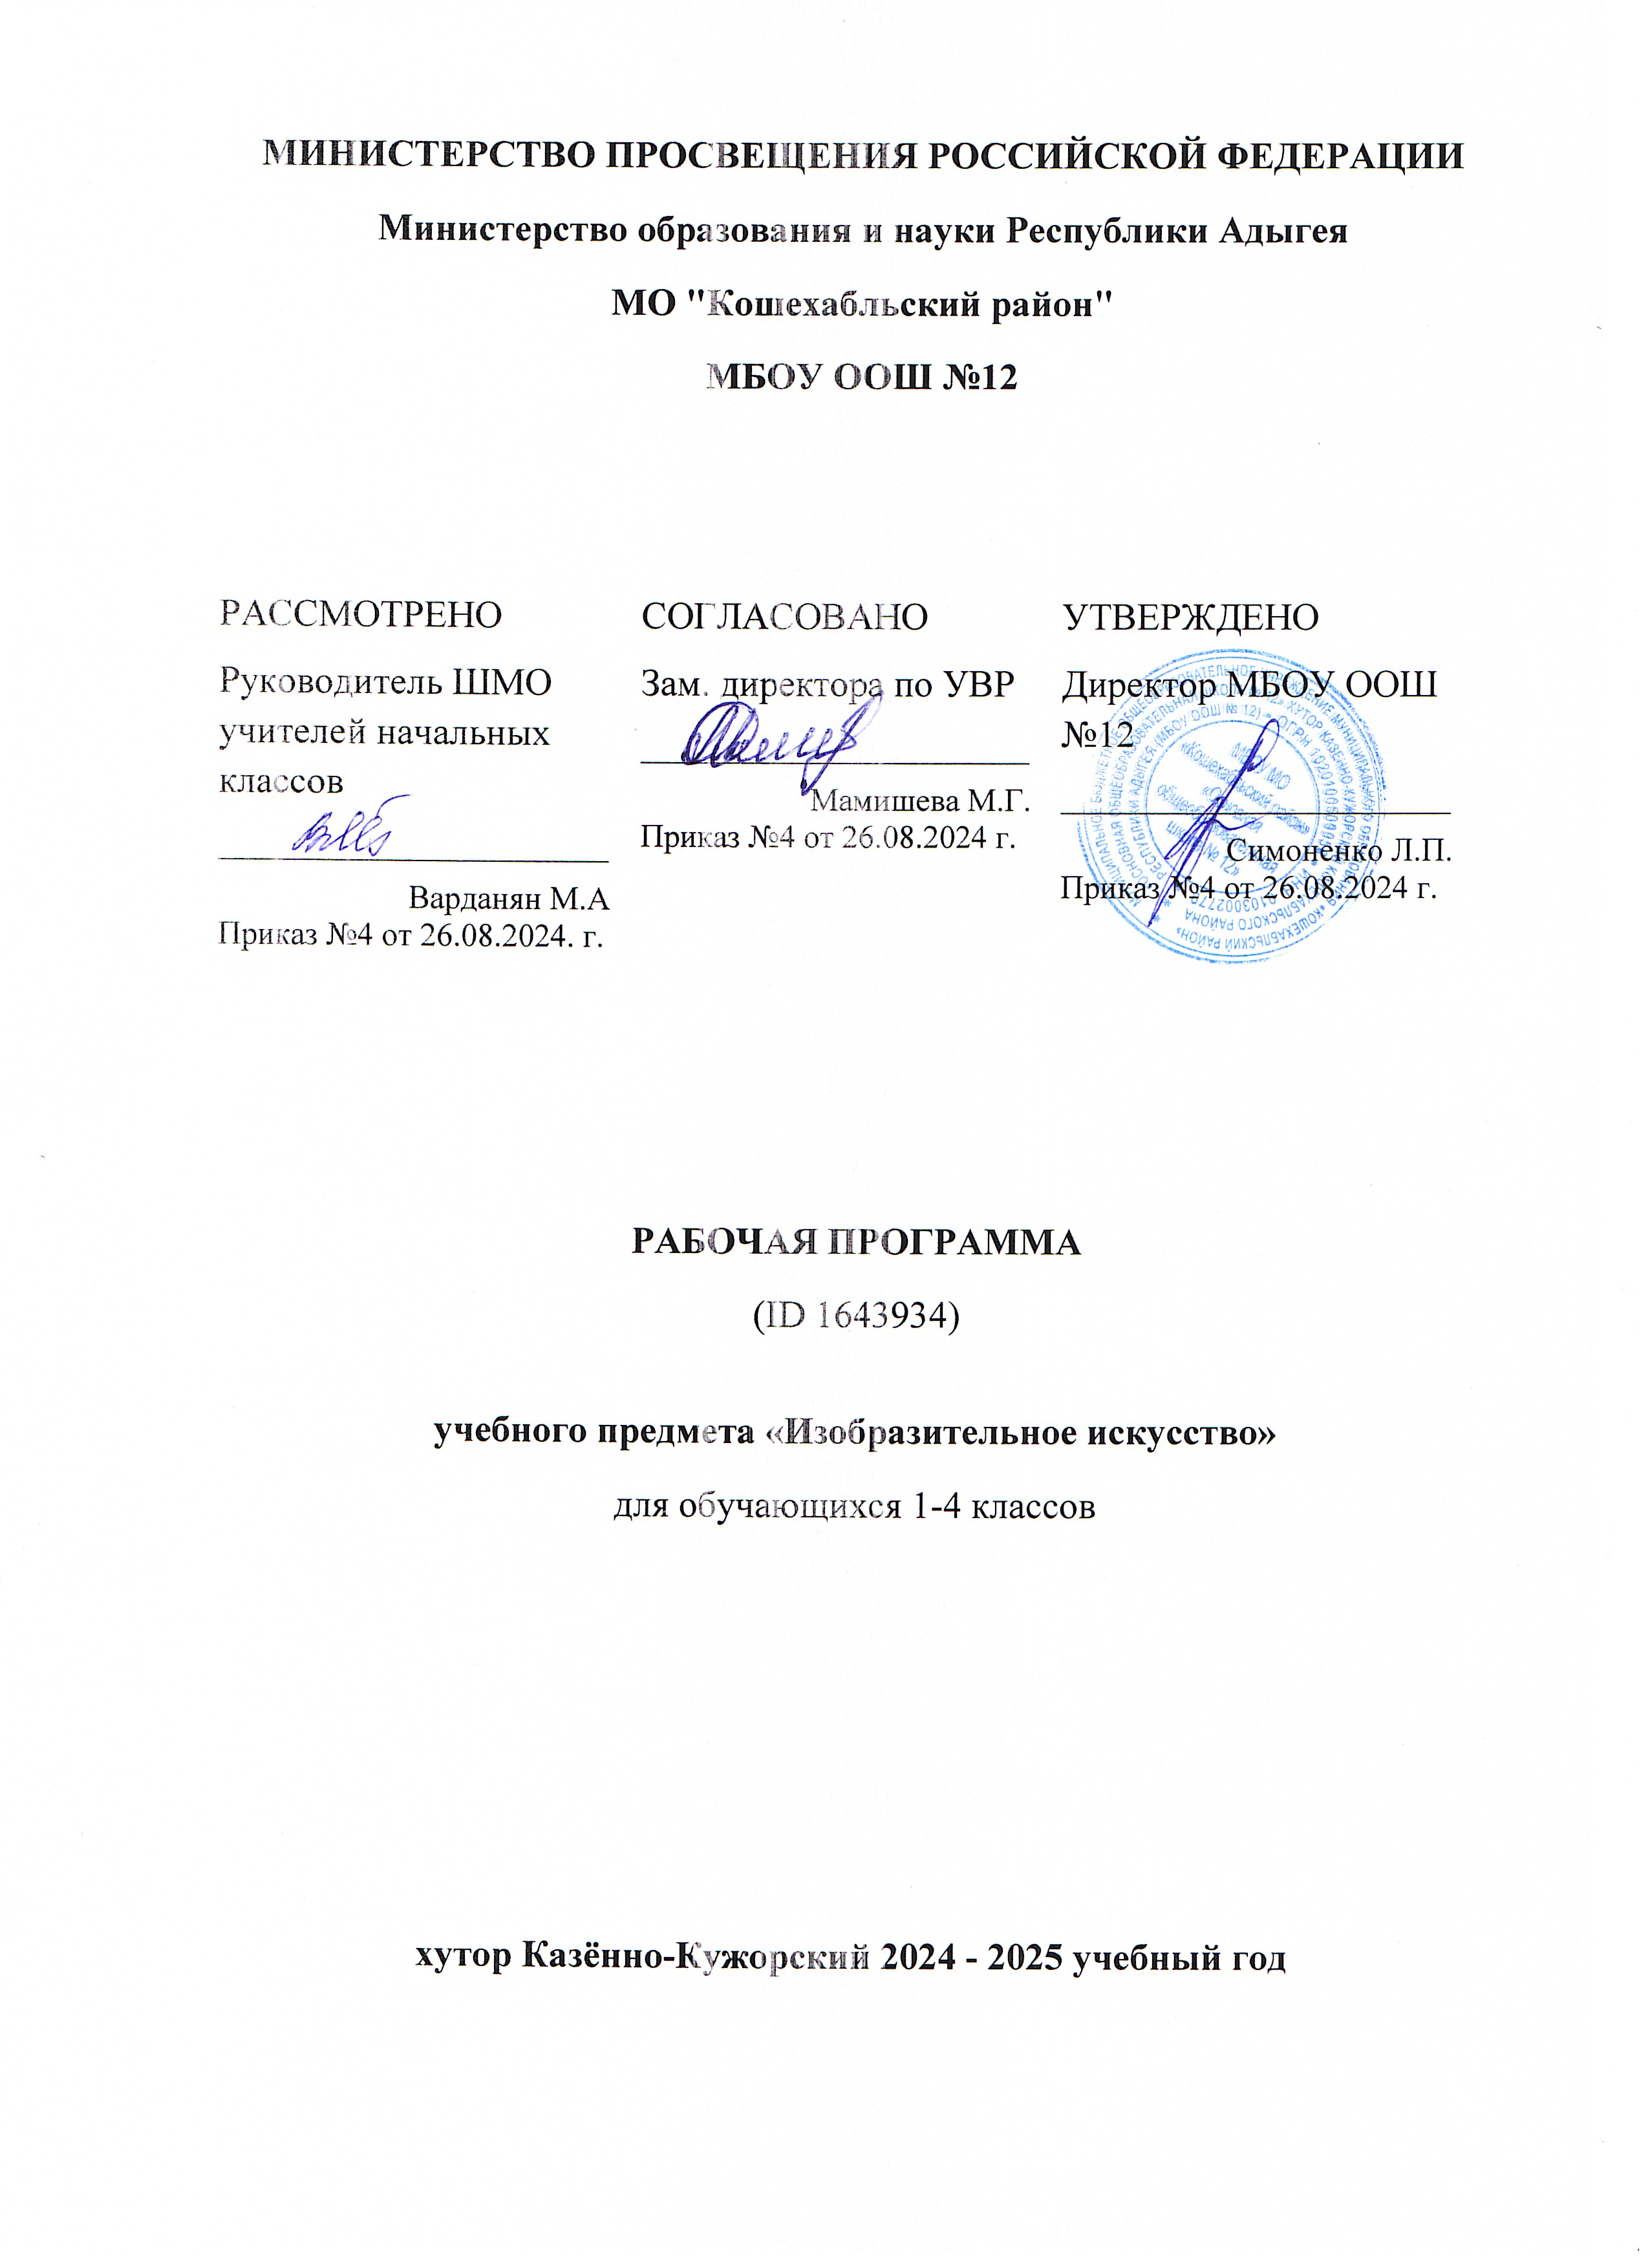 МИНИСТЕРСТВО ПРОСВЕЩЕНИЯ РОССИЙСКОЙ ФЕДЕРАЦИИ
Министерство образования и науки Республики Адыгея
МО "Кошехабльский район"
МБОУ ООШ №12
РАССМОТРЕНО
Руководитель ШМО
учителей начальных
классов
Варданян М.А
Приказ №4 от 26.08.2024. г.
СОГЛАСОВАНО
Зам. директора по УВР
Мамишева М.Г.
Приказ №4 от 26.08.2024 г.
УТВЕРЖДЕНО
Директор МБОУ ООШ
№12
Симоненко Л.П.
Приказ №4 от 26.08.2024 г.
РАБОЧАЯ ПРОГРАММА
(ID 1643934)
учебного предмета «Изобразительное искусство»
для обучающихся 1-4 классов
хутор Казённо-Кужорский 2024 - 2025 учебный год